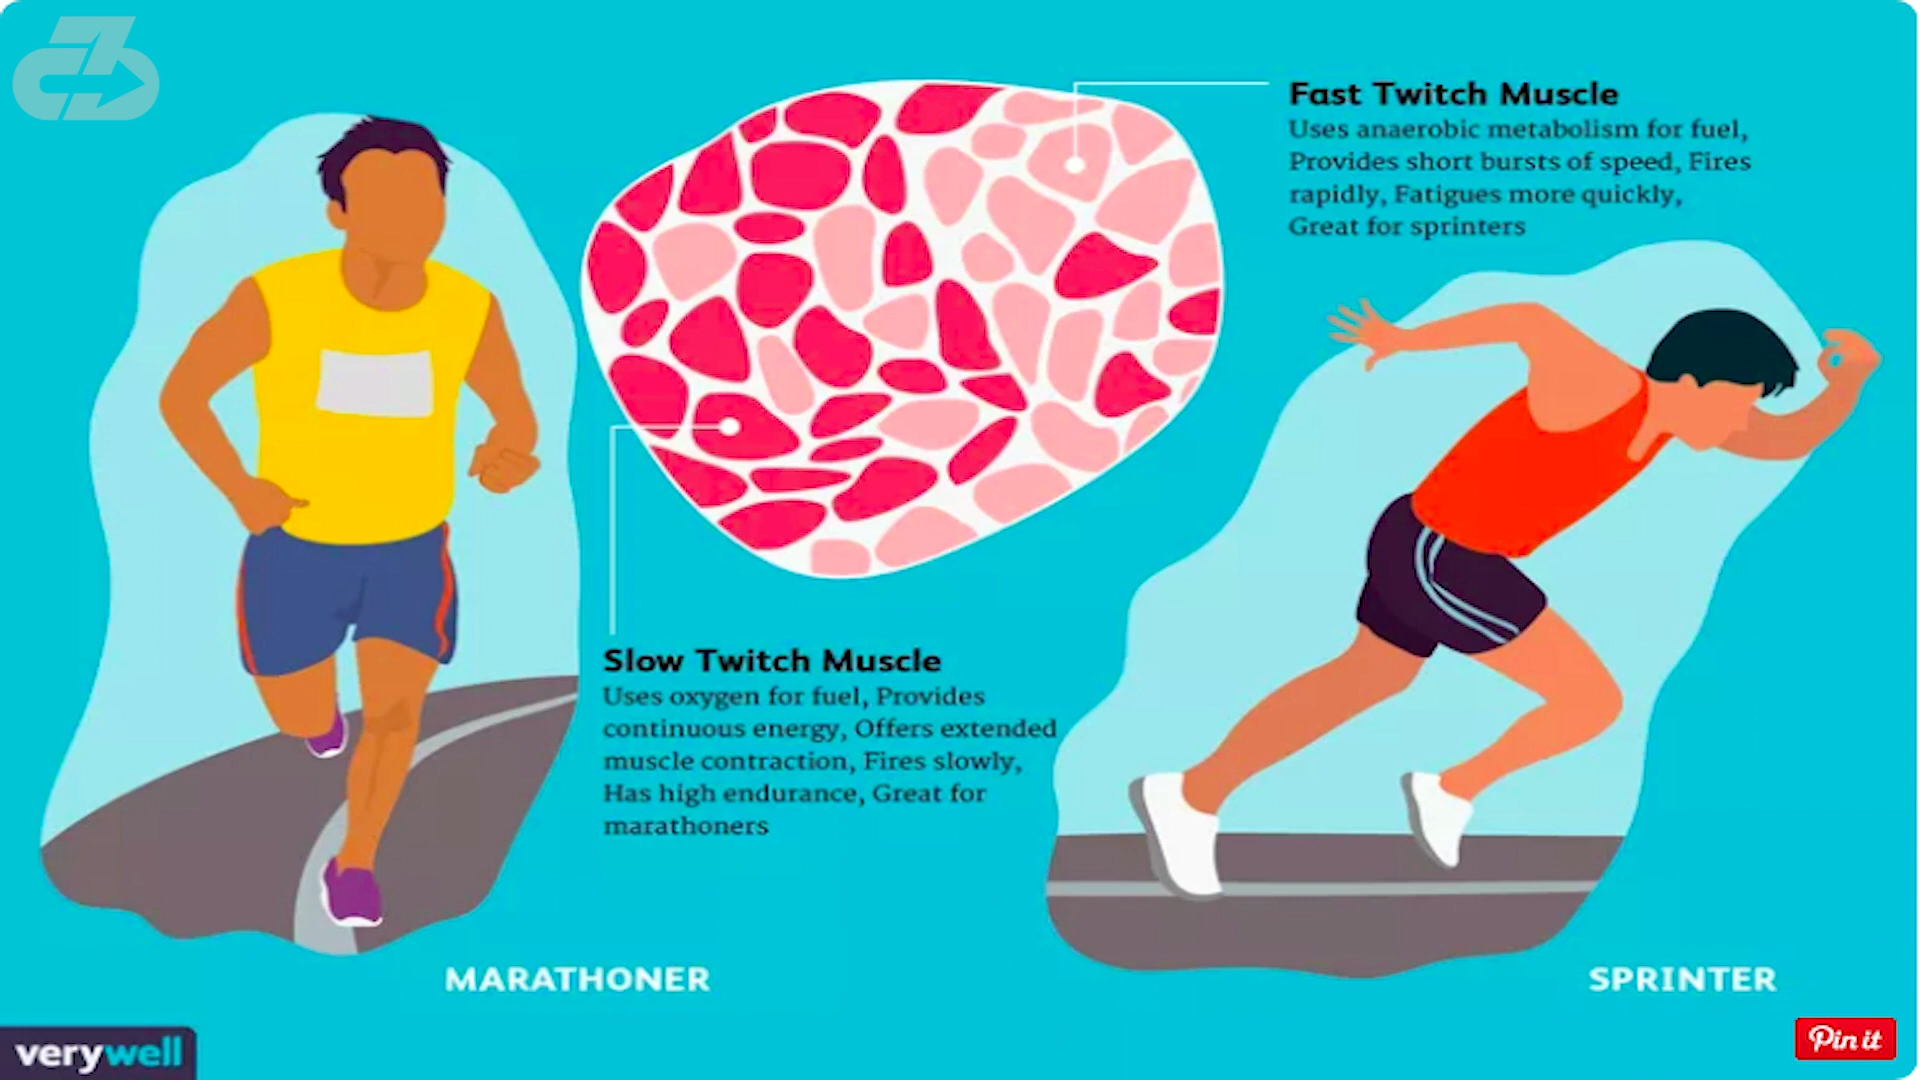 Fast Twitch Muscle
Uses anaerobic metabolism for fuel,
Provides short bursts of speed, Fires
rapidly, Fatigues more quickly,
Great for sprinters
Slow Twitch Muscle
Uses oxygen for fuel, Provides
continuous energy, Offers extended
muscle contraction, Fires slowly,
Has high endurance, Great for
marathoners
MARATHONER
SPRINTER
verywell
Pin it